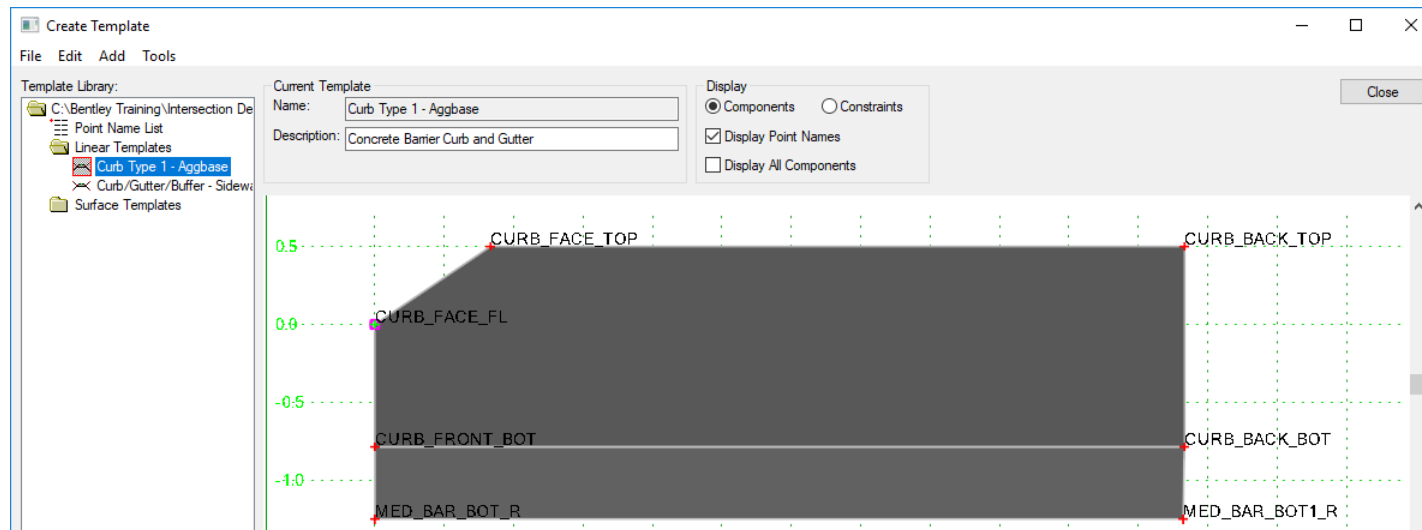 Create Template
File Edit Add Tools
Template Library:
C:\Bentley Training\Intersection De
Point Name List
Linear Templates
Curb Type 1 - Aggbase
Curb/Gutter/Buffer - Sidewa
Surface Templates
Current Template
Name: Curb Type 1 - Aggbase
Description: Concrete Barrier Curb and Gutter
Display
Components Constraints
Display Point Names
Display All Components
Close
0.5 CURB_FACE_TOP CURB_BACK_TOP
0.0 CURB_FACE_FL
-0.5
CURB_FRONT_BOT CURB_BACK_BOT
-1.0
MED_BAR_BOT_R MED_BAR_BOT1_R